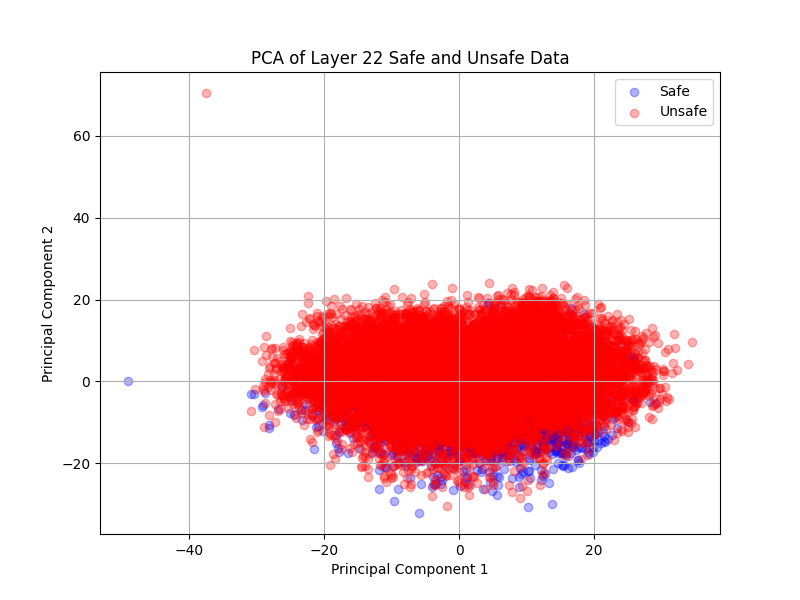 PCA of Layer 22 Safe and Unsafe Data
Safe
Unsafe
60
40
20
0
−20
−40
−20
0
20
Principal Component 2
Principal Component 1